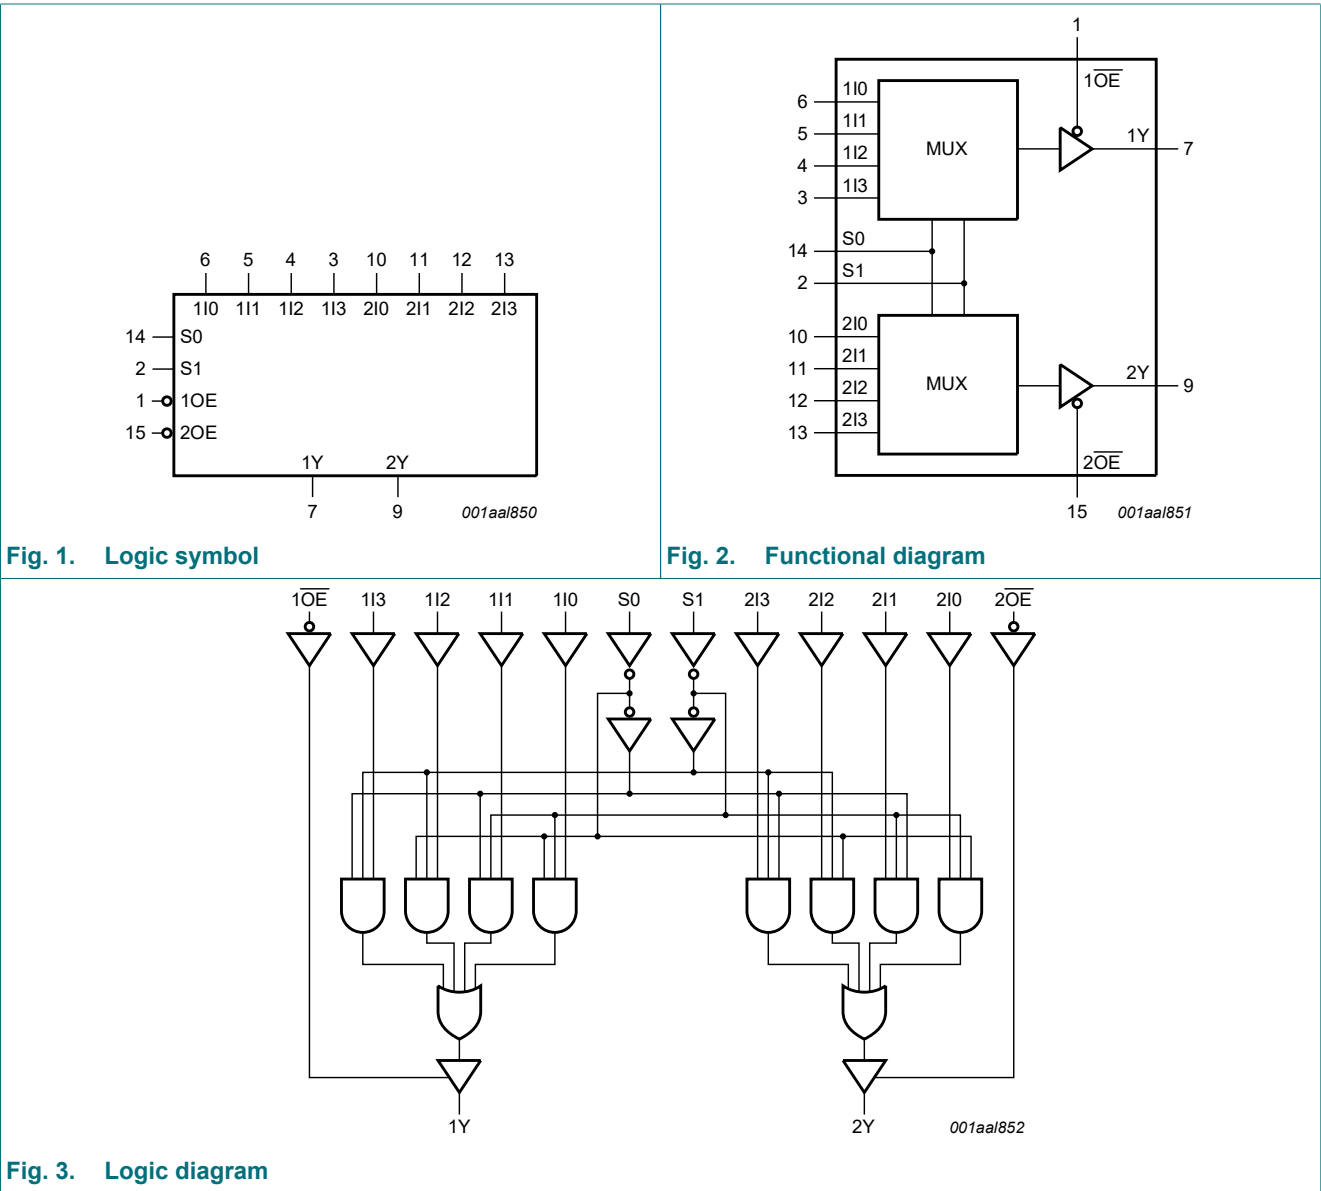 6 5 4 3 10 11 12 13
1I0 1I1 1I2 1I3 2I0 2I1 2I2 2I3
14 S0
2 S1
1 1OE
15 2OE
1Y 2Y
7 9 001aal850
Fig. 1. Logic symbol
1
1O̅E̅
6 1I0
5 1I1
4 1I2
3 1I3
MUX
1Y 7
14 S0
2 S1
10 2I0
11 2I1
12 2I2
13 2I3
MUX
2Y 9
2O̅E̅
15 001aal851
Fig. 2. Functional diagram
1O̅E̅ 1I3 1I2 1I1 1I0 S0 S1 2I3 2I2 2I1 2I0 2O̅E̅
1Y 2Y 001aal852
Fig. 3. Logic diagram